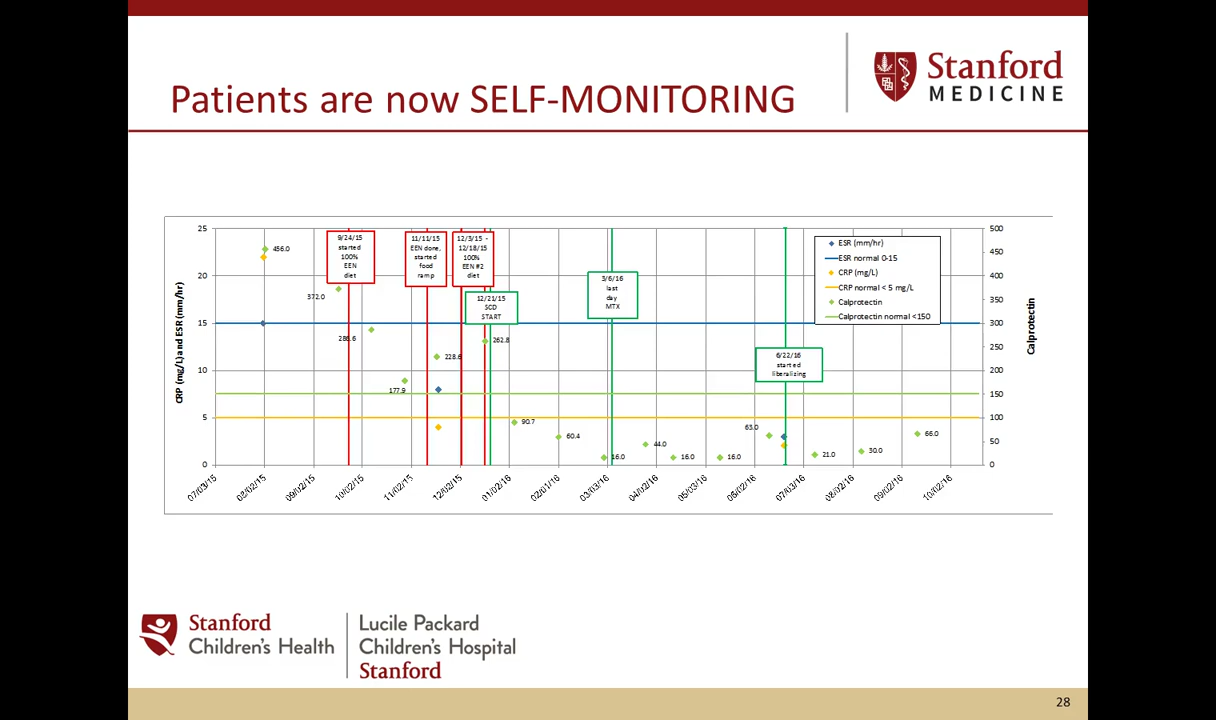 Patients are now SELF-MONITORING
Stanford
MEDICINE
25
20
15
10
5
0
CRP (mg/L) and ESR (mm/hr)
500
450
400
350
300
250
200
150
100
50
0
Calprotectin
9/24/15
started
100%
EEN
diet
11/11/15
EEN done,
started
food
ramp
12/3/15 -
12/18/15
100%
EEN #2
diet
12/21/15
SCD
START
3/6/16
last
day
MTX
6/22/16
started
liberalizing
ESR (mm/hr)
ESR normal 0-15
CRP (mg/L)
CRP normal < 5 mg/L
Calprotectin
Calprotectin normal <150
456.0
372.0
286.6
177.9
228.6
262.8
90.7
60.4
16.0
44.0
16.0
16.0
63.0
21.0
30.0
66.0
07/03/15
08/02/15
09/02/15
10/02/15
11/02/15
12/02/15
01/02/16
02/01/16
03/03/16
04/02/16
05/03/16
06/02/16
07/03/16
08/02/16
09/02/16
10/02/16
Stanford
Children's Health
Lucile Packard
Children's Hospital
Stanford
28